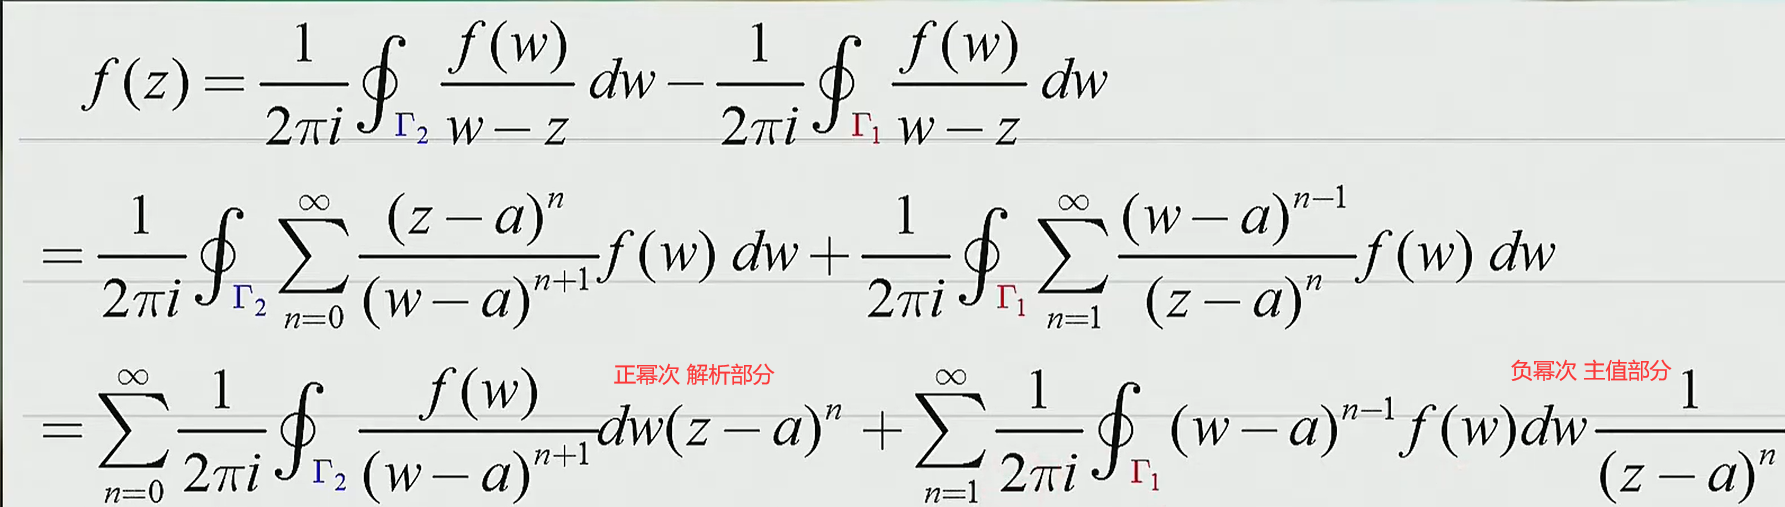 f(z) = \frac{1}{2\pi i} \oint_{\Gamma_2} \frac{f(w)}{w-z} dw - \frac{1}{2\pi i} \oint_{\Gamma_1} \frac{f(w)}{w-z} dw
= \frac{1}{2\pi i} \oint_{\Gamma_2} \sum_{n=0}^{\infty} \frac{(z-a)^n}{(w-a)^{n+1}} f(w) dw + \frac{1}{2\pi i} \oint_{\Gamma_1} \sum_{n=1}^{\infty} \frac{(w-a)^{n-1}}{(z-a)^n} f(w) dw
正幂次 解析部分
负幂次 主值部分
= \sum_{n=0}^{\infty} \frac{1}{2\pi i} \oint_{\Gamma_2} \frac{f(w)}{(w-a)^{n+1}} dw (z-a)^n + \sum_{n=1}^{\infty} \frac{1}{2\pi i} \oint_{\Gamma_1} (w-a)^{n-1} f(w) dw \frac{1}{(z-a)^n}